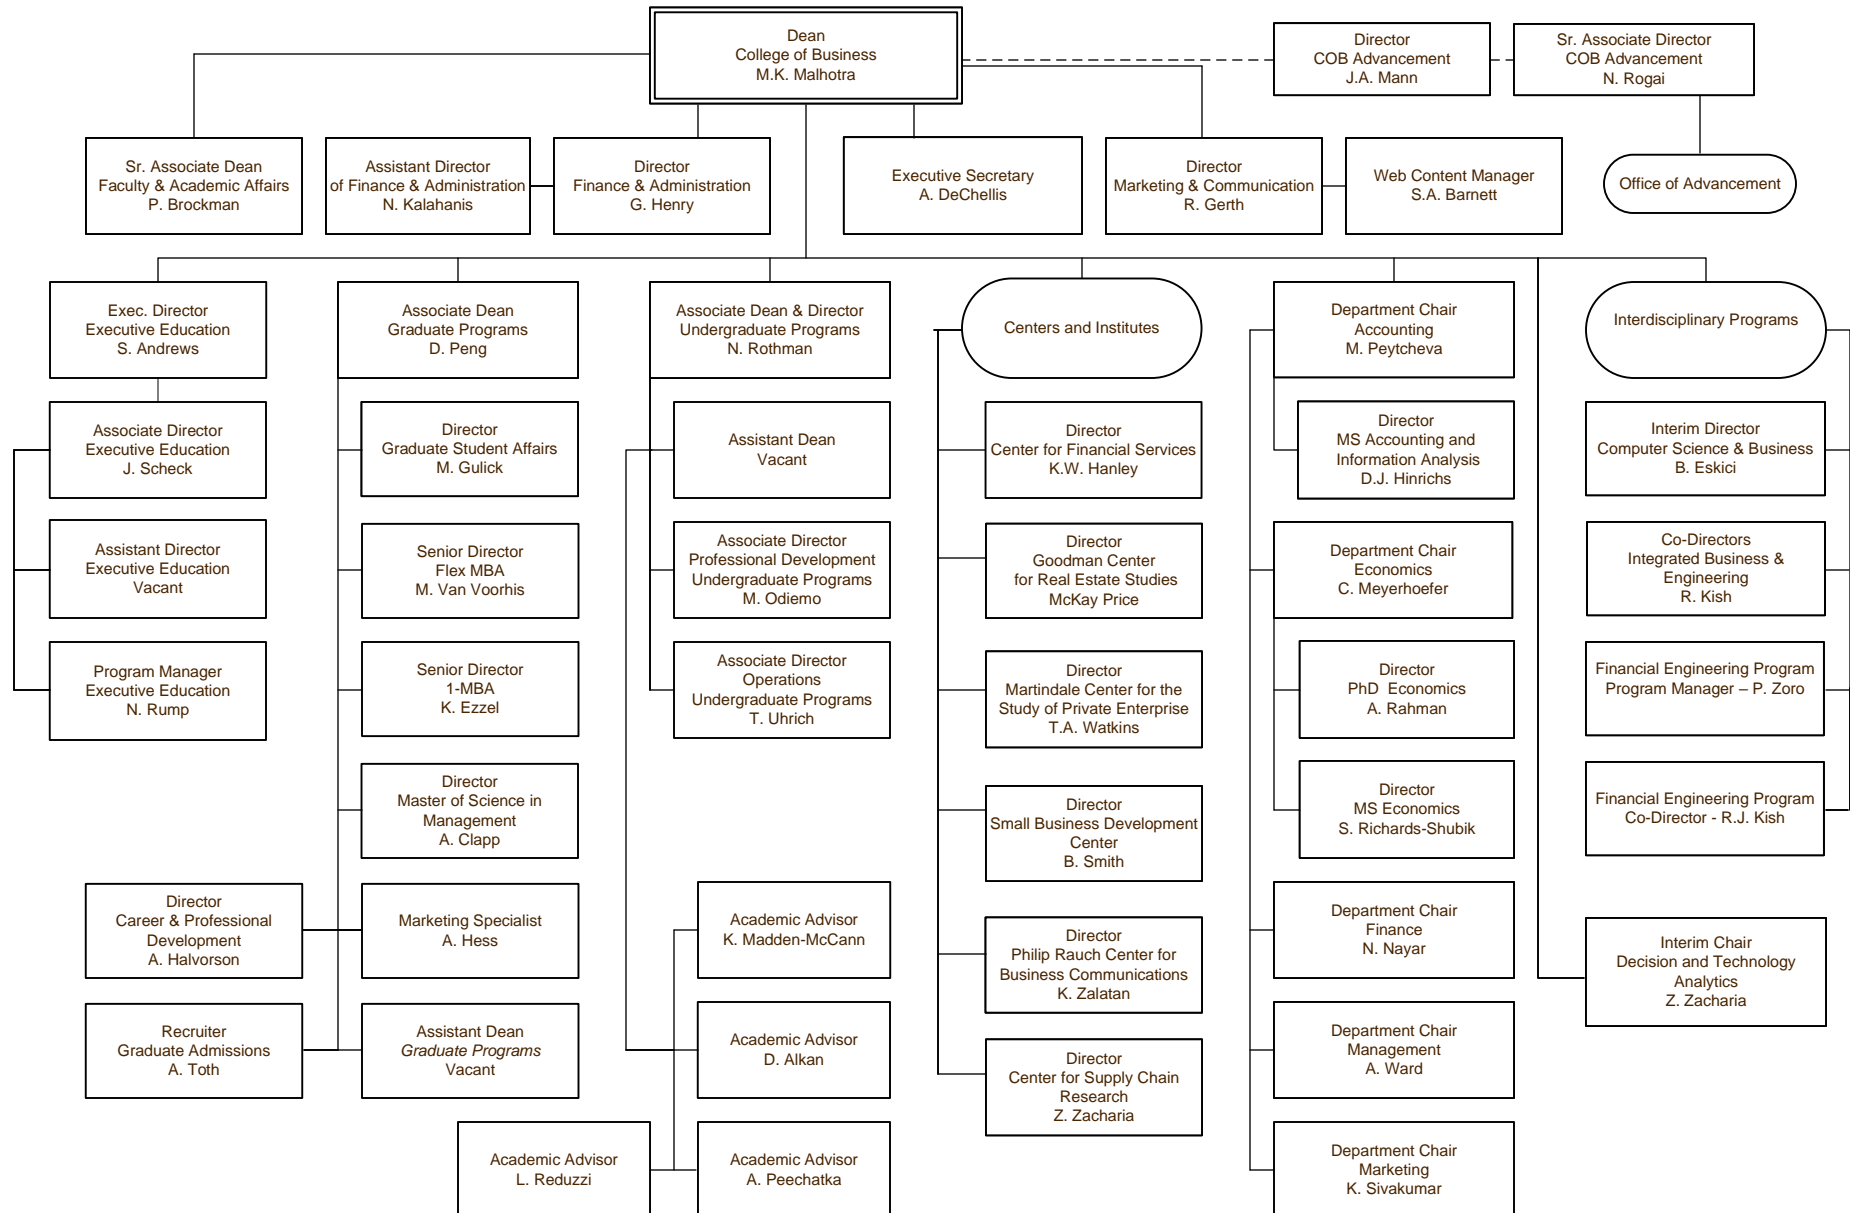 Dean
College of Business
M.K. Malhotra
Director
COB Advancement
J.A. Mann
Sr. Associate Director
COB Advancement
N. Rogai
Sr. Associate Dean
Faculty & Academic Affairs
P. Brockman
Assistant Director
of Finance & Administration
N. Kalahanis
Director
Finance & Administration
G. Henry
Executive Secretary
A. DeChellis
Director
Marketing & Communication
R. Gerth
Web Content Manager
S.A. Barnett
Office of Advancement
Exec. Director
Executive Education
S. Andrews
Associate Dean
Graduate Programs
D. Peng
Associate Dean & Director
Undergraduate Programs
N. Rothman
Centers and Institutes
Department Chair
Accounting
M. Peytcheva
Interdisciplinary Programs
Associate Director
Executive Education
J. Scheck
Director
Graduate Student Affairs
M. Gulick
Assistant Dean
Vacant
Director
Center for Financial Services
K.W. Hanley
Director
MS Accounting and
Information Analysis
D.J. Hinrichs
Interim Director
Computer Science & Business
B. Eskici
Assistant Director
Executive Education
Vacant
Senior Director
Flex MBA
M. Van Voorhis
Associate Director
Professional Development
Undergraduate Programs
M. Odiemo
Director
Goodman Center
for Real Estate Studies
McKay Price
Department Chair
Economics
C. Meyerhoefer
Co-Directors
Integrated Business &
Engineering
R. Kish
Program Manager
Executive Education
N. Rump
Senior Director
1-MBA
K. Ezzel
Associate Director
Operations
Undergraduate Programs
T. Uhrich
Director
Martindale Center for the
Study of Private Enterprise
T.A. Watkins
Director
PhD Economics
A. Rahman
Financial Engineering Program
Program Manager – P. Zoro
Director
Master of Science in
Management
A. Clapp
Director
Small Business Development
Center
B. Smith
Director
MS Economics
S. Richards-Shubik
Financial Engineering Program
Co-Director - R.J. Kish
Director
Career & Professional
Development
A. Halvorson
Marketing Specialist
A. Hess
Academic Advisor
K. Madden-McCann
Director
Philip Rauch Center for
Business Communications
K. Zalatan
Department Chair
Finance
N. Nayar
Interim Chair
Decision and Technology
Analytics
Z. Zacharia
Recruiter
Graduate Admissions
A. Toth
Assistant Dean
Graduate Programs
Vacant
Academic Advisor
D. Alkan
Director
Center for Supply Chain
Research
Z. Zacharia
Department Chair
Management
A. Ward
Academic Advisor
L. Reduzzi
Academic Advisor
A. Peechatka
Department Chair
Marketing
K. Sivakumar